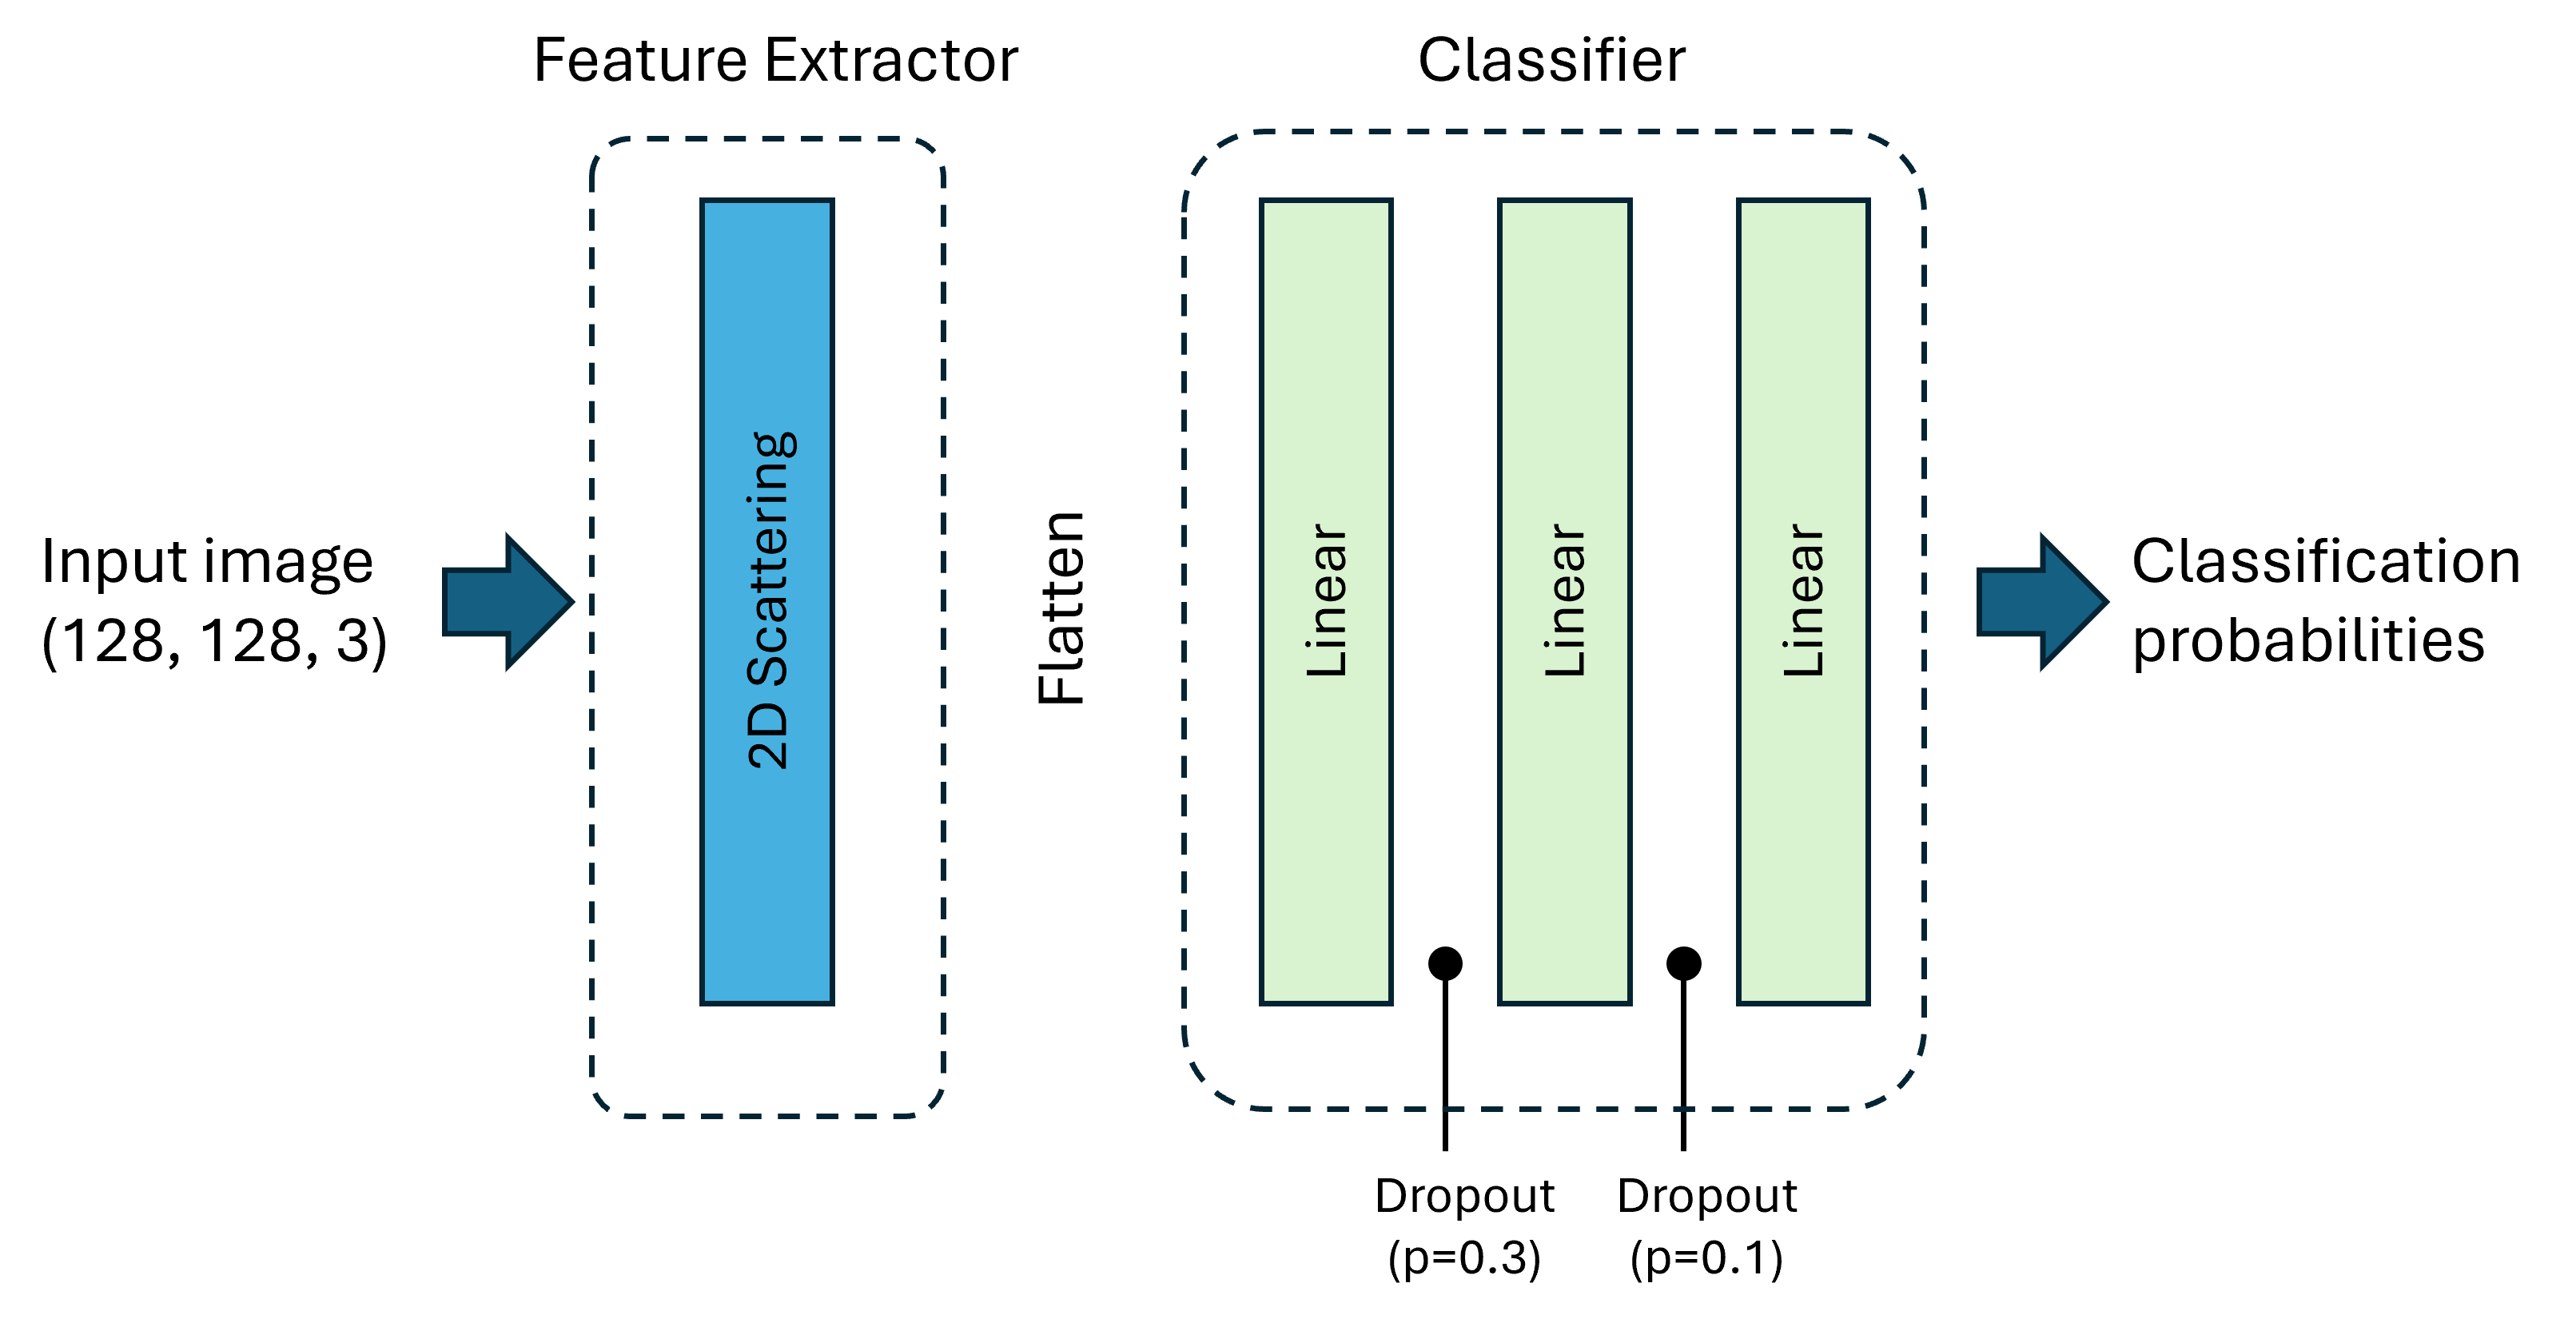 Feature Extractor
Classifier
Input image
(128, 128, 3)
2D Scattering
Flatten
Linear
Linear
Linear
Classification
probabilities
Dropout
(p=0.3)
Dropout
(p=0.1)